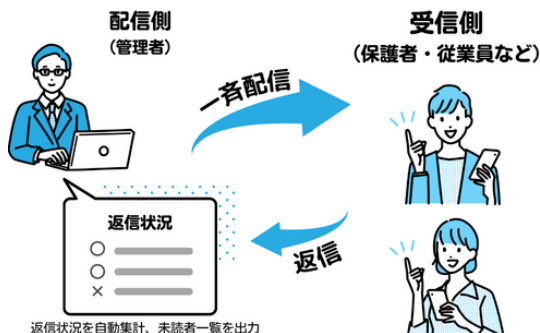 配信側
（管理者）
受信側
（保護者・従業員など）
一斉配信
返信状況
返信
返信状況を自動集計、未読者一覧を出力